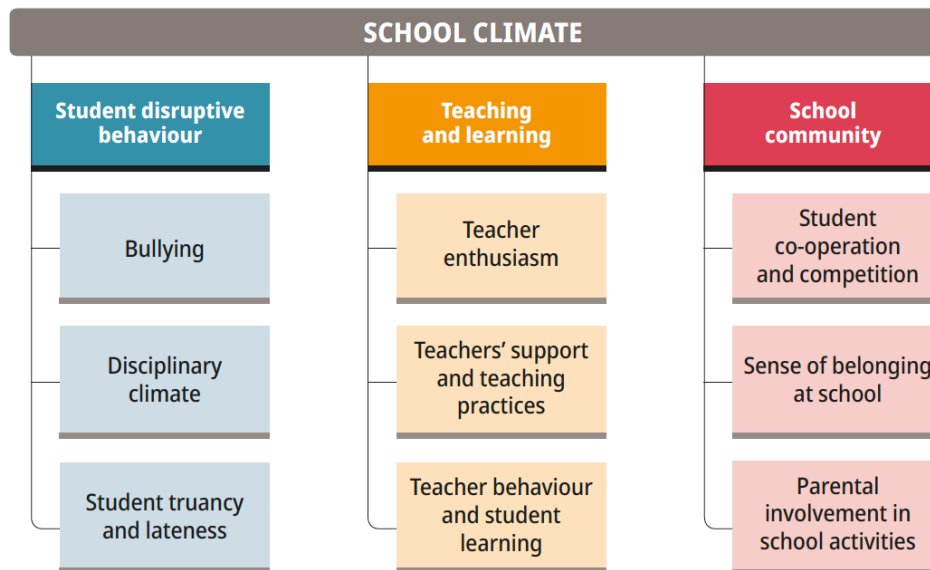 SCHOOL CLIMATE
Student disruptive
behaviour
Bullying
Disciplinary
climate
Student truancy
and lateness
Teaching
and learning
Teacher
enthusiasm
Teachers’ support
and teaching
practices
Teacher behaviour
and student
learning
School
community
Student
co-operation
and competition
Sense of belonging
at school
Parental
involvement in
school activities